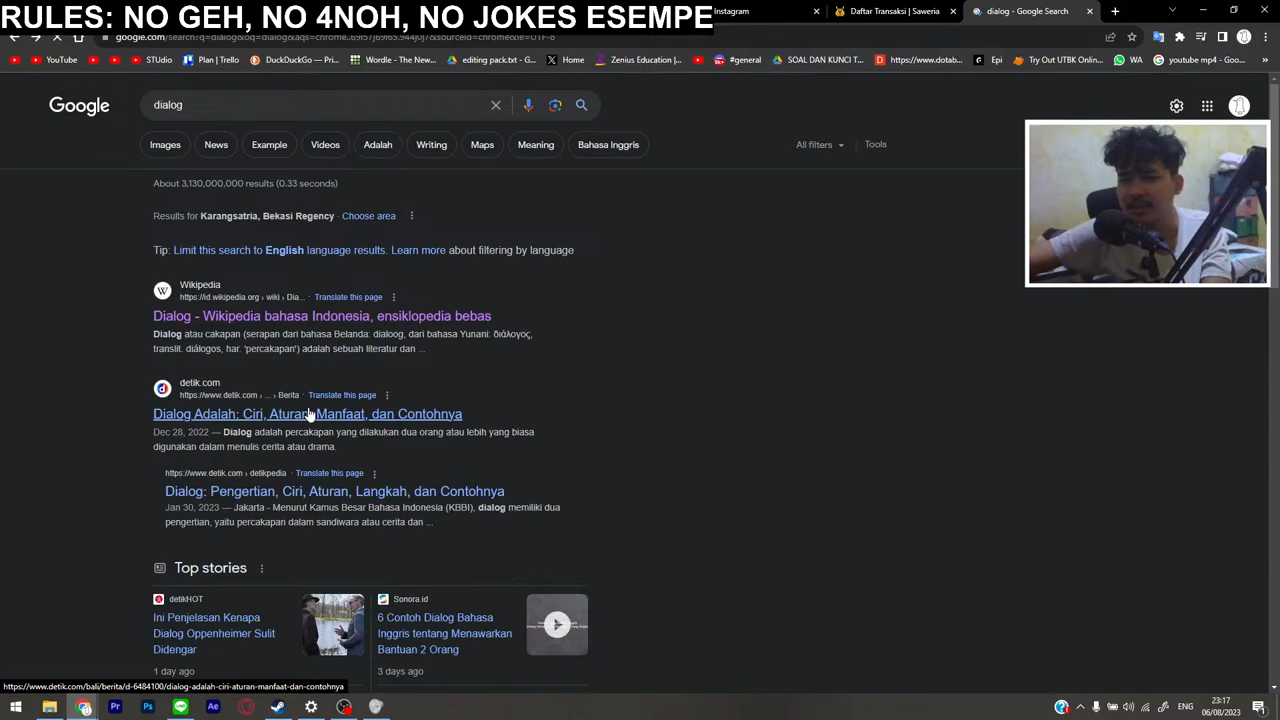 RULES: NO GEH, NO 4NOH, NO JOKES ESEMPE
Instagram
Daftar Transaksi | Saweria
dialog - Google Search
YouTube
STUdio
Plan | Trello
DuckDuckGo — Pri...
Wordle - The New...
editing pack.txt - G...
Home
Zenius Education |...
#general
SOAL DAN KUNCI T...
https://www.dotab...
Epi
Try Out UTBK Onlin...
WA
youtube mp4 - Goo...
Google
dialog
Images
News
Example
Videos
Adalah
Writing
Maps
Meaning
Bahasa Inggris
All filters
Tools
About 3,130,000,000 results (0.33 seconds)
Results for Karangsatria, Bekasi Regency · Choose area
Tip: Limit this search to English language results. Learn more about filtering by language
Wikipedia
https://id.wikipedia.org › wiki › Dia... · Translate this page
Dialog - Wikipedia bahasa Indonesia, ensiklopedia bebas
Dialog atau cakapan (serapan dari bahasa Belanda: dialoog, dari bahasa Yunani: διάλογος,
translit. diálogos, har. 'percakapan') adalah sebuah literatur dan ...
detik.com
https://www.detik.com › ... › Berita · Translate this page
Dialog Adalah: Ciri, Aturan, Manfaat, dan Contohnya
Dec 28, 2022 — Dialog adalah percakapan yang dilakukan dua orang atau lebih yang biasa
digunakan dalam menulis cerita atau drama.
https://www.detik.com › detikpedia · Translate this page
Dialog: Pengertian, Ciri, Aturan, Langkah, dan Contohnya
Jan 30, 2023 — Jakarta - Menurut Kamus Besar Bahasa Indonesia (KBBI), dialog memiliki dua
pengertian, yaitu percakapan dalam sandiwara atau cerita dan ...
Top stories
detikHOT
Ini Penjelasan Kenapa
Dialog Oppenheimer Sulit
Didengar
1 day ago
Sonora.id
6 Contoh Dialog Bahasa
Inggris tentang Menawarkan
Bantuan 2 Orang
3 days ago
https://www.detik.com/bali/berita/d-6484100/dialog-adalah-ciri-aturan-manfaat-dan-contohnya
ENG
23:17
06/08/2023